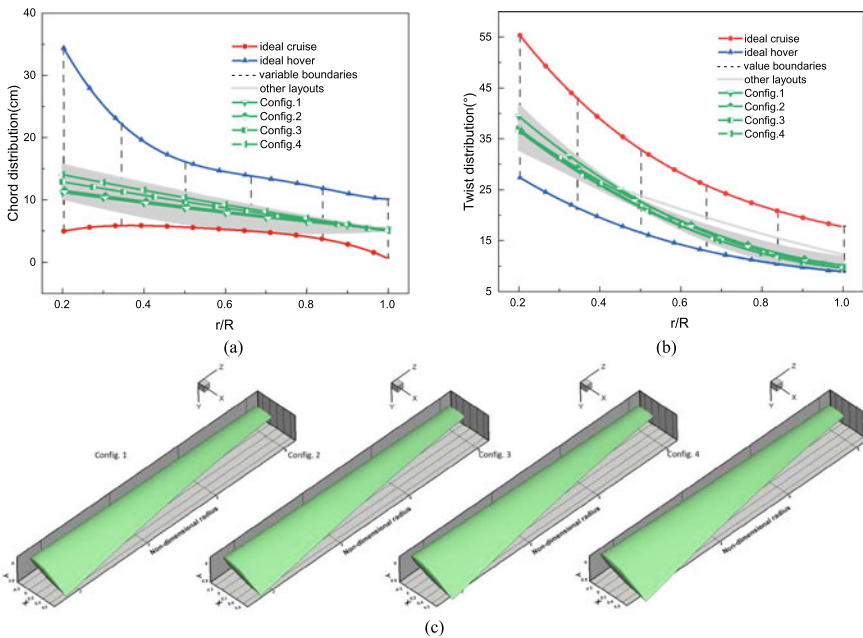 Chord distribution(cm)
40
30
20
10
0
0.2
0.4
0.6
0.8
1.0
r/R
ideal cruise
ideal hover
variable boundaries
other layouts
Config.1
Config.2
Config.3
Config.4
(a)
Twist distribution(°)
55
45
35
25
15
5
0.2
0.4
0.6
0.8
1.0
r/R
ideal cruise
ideal hover
value boundaries
other layouts
Config.1
Config.2
Config.3
Config.4
(b)
Z
X
Y
Z
X
Y
Z
X
Y
Z
X
Y
Config. 1
Config. 2
Config. 3
Config. 4
Non-dimensional radius
Non-dimensional radius
Non-dimensional radius
Non-dimensional radius
(c)